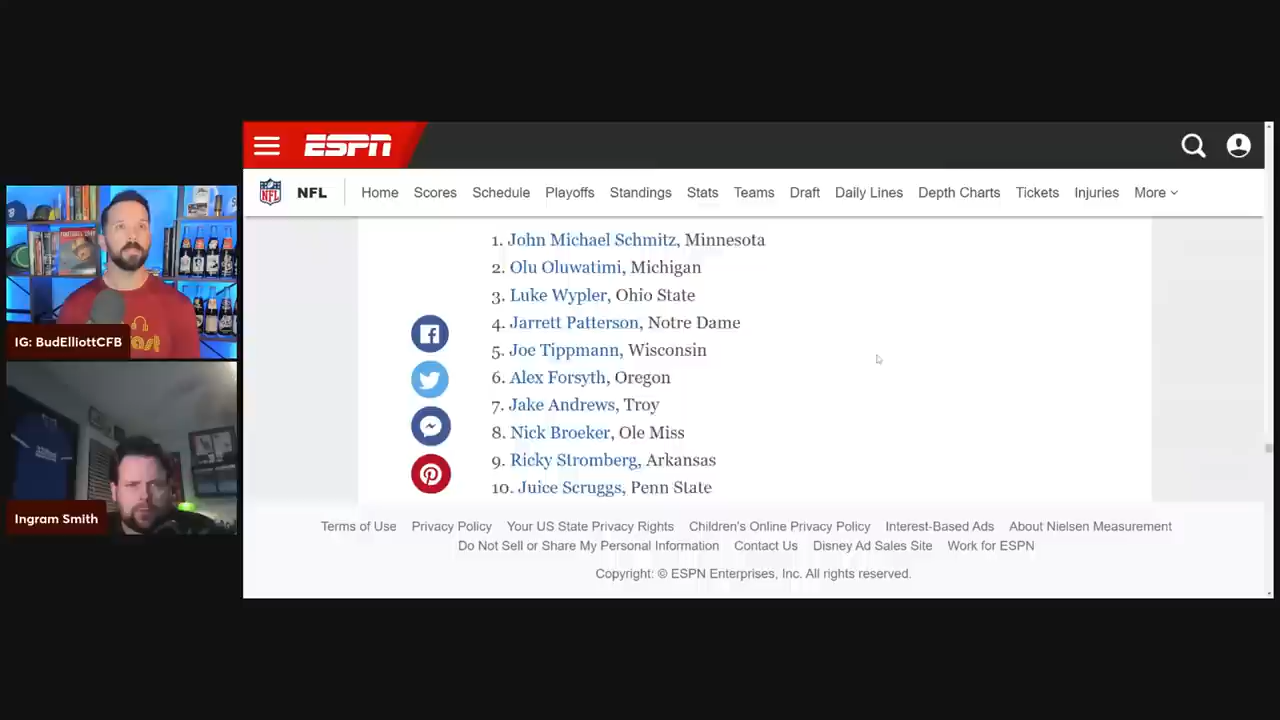 ESPN
NFL
Home
Scores
Schedule
Playoffs
Standings
Stats
Teams
Draft
Daily Lines
Depth Charts
Tickets
Injuries
More
1. John Michael Schmitz, Minnesota
2. Olu Oluwatimi, Michigan
3. Luke Wypler, Ohio State
4. Jarrett Patterson, Notre Dame
5. Joe Tippmann, Wisconsin
6. Alex Forsyth, Oregon
7. Jake Andrews, Troy
8. Nick Broeker, Ole Miss
9. Ricky Stromberg, Arkansas
10. Juice Scruggs, Penn State
Terms of Use Privacy Policy Your US State Privacy Rights Children's Online Privacy Policy Interest-Based Ads About Nielsen Measurement
Do Not Sell or Share My Personal Information Contact Us Disney Ad Sales Site Work for ESPN
Copyright: © ESPN Enterprises, Inc. All rights reserved.
IG: BudElliottCFB
Ingram Smith